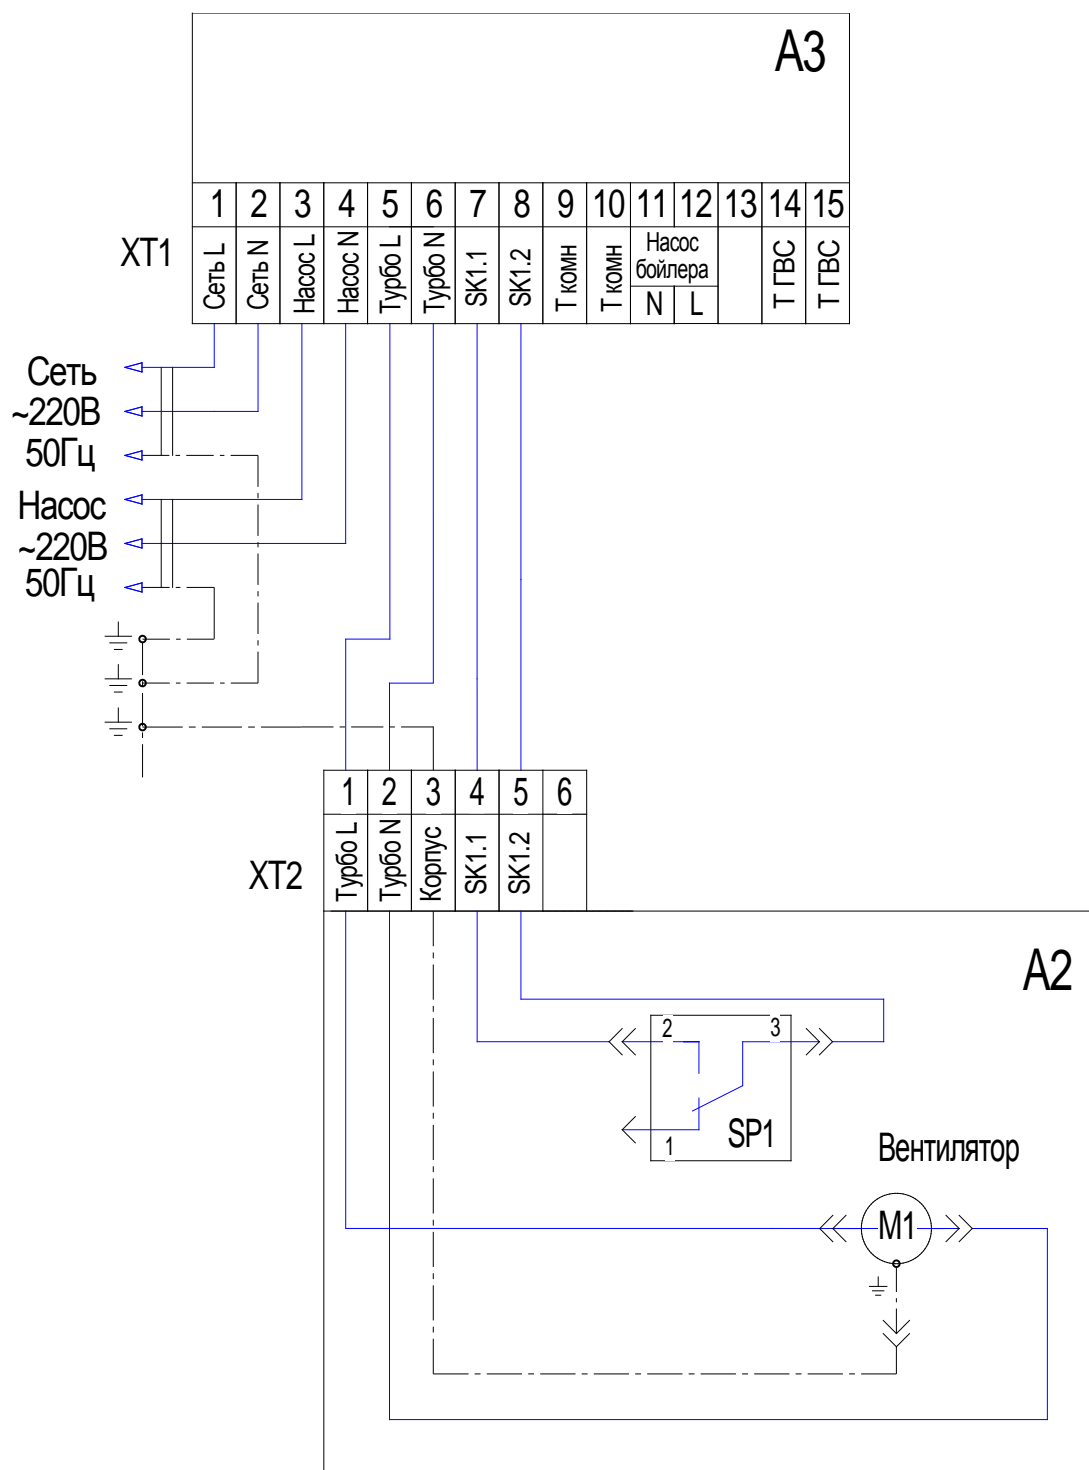 А3
1 2 3 4 5 6 7 8 9 10 11 12 13 14 15
XT1
Сеть L
Сеть N
Насос L
Насос N
Турбо L
Турбо N
SK1.1
SK1.2
Т комн
Т комн
Насос
бойлера
N L
Т ГВС
Т ГВС
Сеть
~220В
50Гц
Насос
~220В
50Гц
1 2 3 4 5 6
XT2
Турбо L
Турбо N
Корпус
SK1.1
SK1.2
А2
2 3
1
SP1
Вентилятор
М1